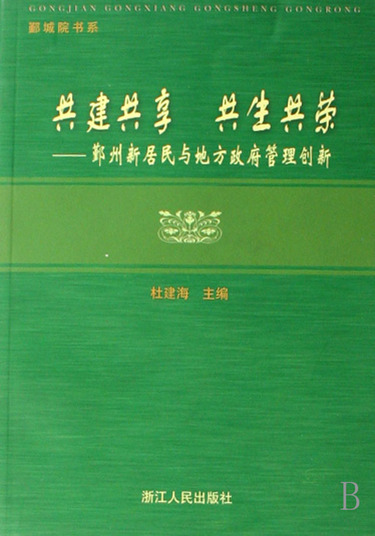 GONGJIAN GONGXIANG GONGSHENG GONGRONG
鄞城院书系
共建共享 共生共荣
——鄞州新居民与地方政府管理创新
杜建海 主编
浙江人民出版社
B